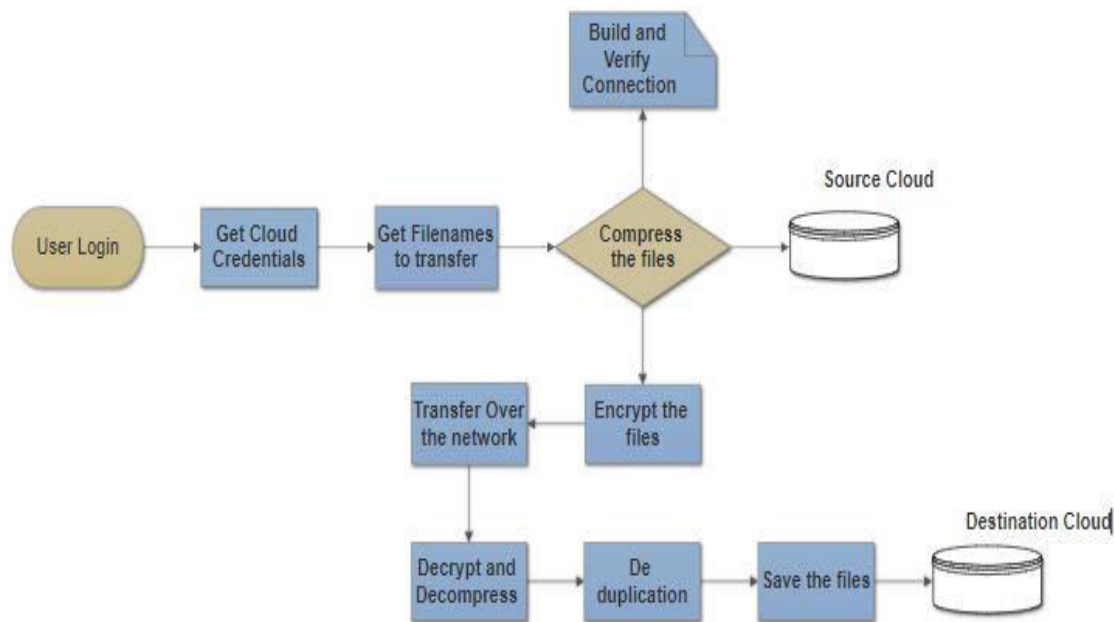 Build and
Verify
Connection
Source Cloud
User Login
Get Cloud
Credentials
Get Filenames
to transfer
Compress
the files
Transfer Over
the network
Encrypt the
files
Destination Cloud
Decrypt and
Decompress
De
duplication
Save the files